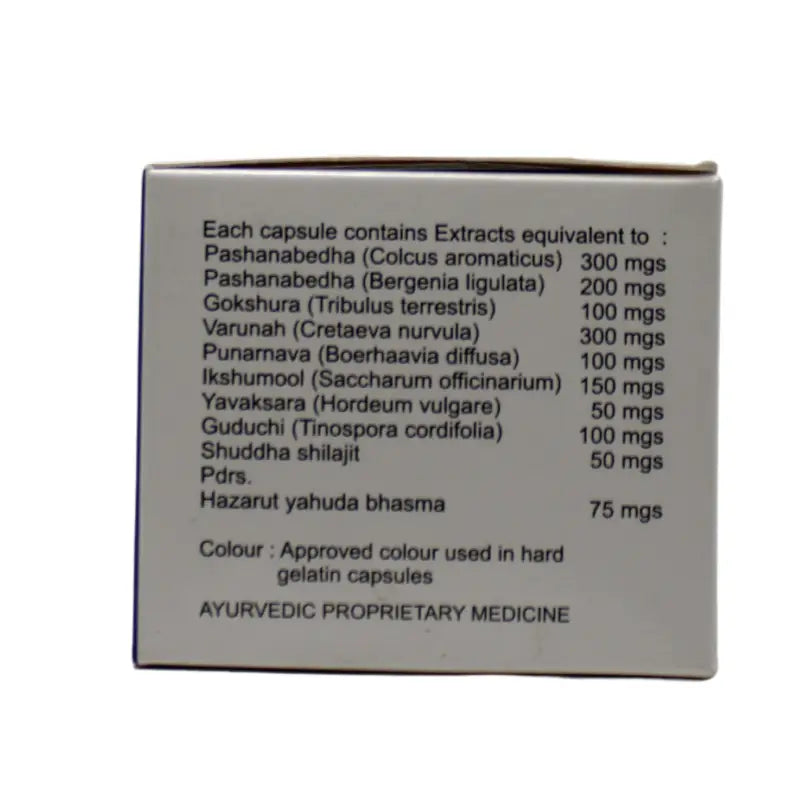 Each capsule contains Extracts equivalent to :
Pashanabedha (Colcus aromaticus) 300 mgs
Pashanabedha (Bergenia ligulata) 200 mgs
Gokshura (Tribulus terrestris) 100 mgs
Varunah (Cretaeva nurvula) 300 mgs
Punarnava (Boerhaavia diffusa) 100 mgs
Ikshumool (Saccharum officinarium) 150 mgs
Yavaksara (Hordeum vulgare) 50 mgs
Guduchi (Tinospora cordifolia) 100 mgs
Shuddha shilajit 50 mgs
Pdrs.
Hazarut yahuda bhasma 75 mgs
Colour : Approved colour used in hard
gelatin capsules
AYURVEDIC PROPRIETARY MEDICINE